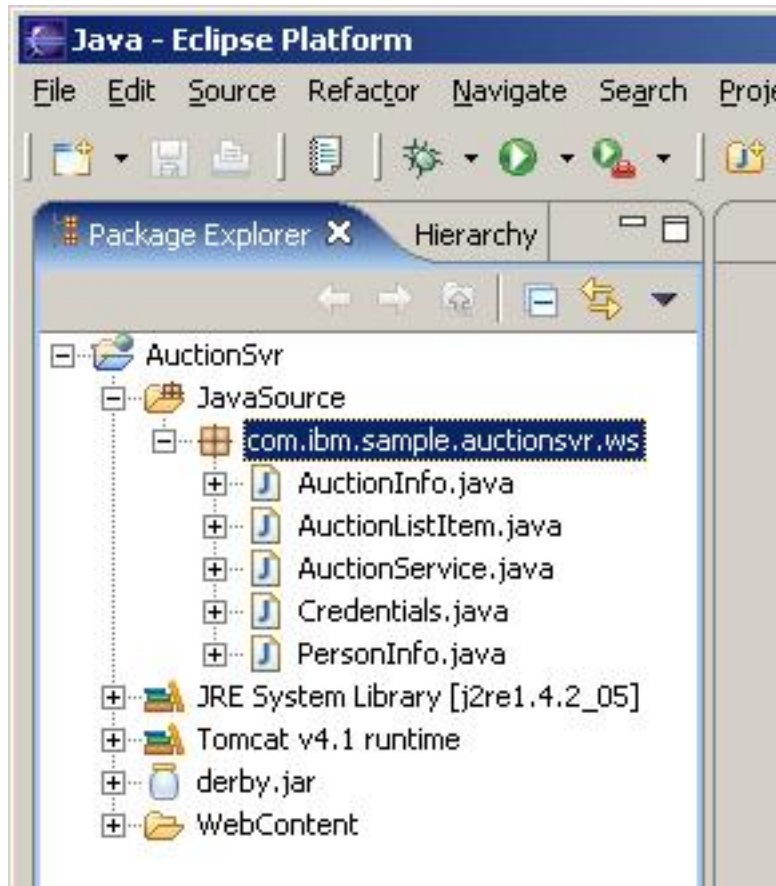 Java - Eclipse Platform
File Edit Source Refactor Navigate Search Proje
Package Explorer Hierarchy
AuctionSvr
JavaSource
com.ibm.sample.auctionsvr.ws
AuctionInfo.java
AuctionListItem.java
AuctionService.java
Credentials.java
PersonInfo.java
JRE System Library [j2re1.4.2_05]
Tomcat v4.1 runtime
derby.jar
WebContent